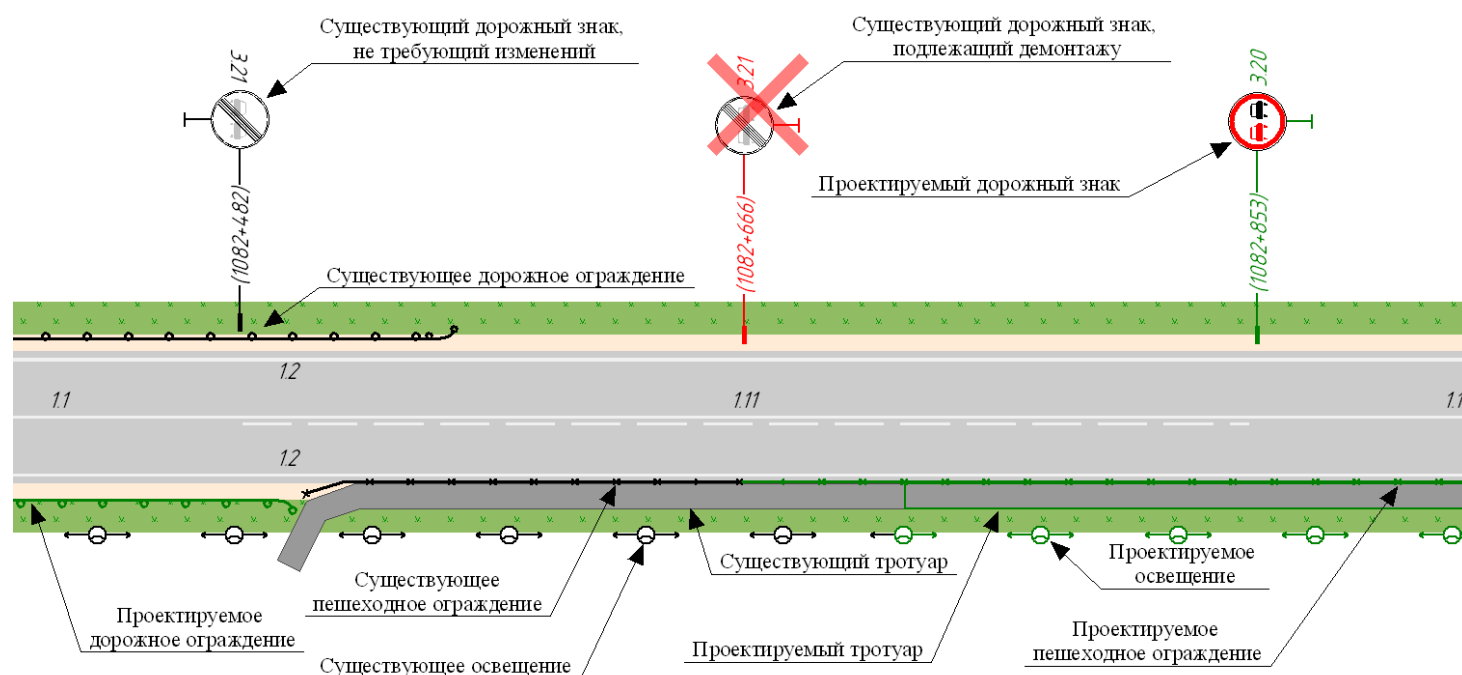 Существующий дорожный знак,
не требующий изменений
Существующий дорожный знак,
подлежащий демонтажу
3.21
3.21
3.20
Проектируемый дорожный знак
(1082+482)
(1082+666)
(1082+853)
Существующее дорожное ограждение
1.2
1.1
1.11
1.1
1.2
Существующий тротуар
Проектируемое
освещение
Существующее
пешеходное ограждение
Проектируемое
дорожное ограждение
Проектируемый тротуар
Проектируемое
пешеходное ограждение
Существующее освещение